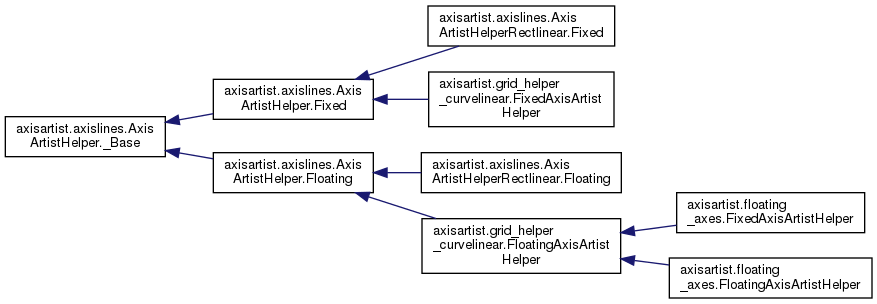 axisartist.axislines.Axis
ArtistHelperRectlinear.Fixed
axisartist.axislines.Axis
ArtistHelper.Fixed
axisartist.grid_helper
_curvelinear.FixedAxisArtist
Helper
axisartist.axislines.Axis
ArtistHelper._Base
axisartist.axislines.Axis
ArtistHelper.Floating
axisartist.axislines.Axis
ArtistHelperRectlinear.Floating
axisartist.grid_helper
_curvelinear.FloatingAxisArtist
Helper
axisartist.floating
_axes.FixedAxisArtistHelper
axisartist.floating
_axes.FloatingAxisArtistHelper